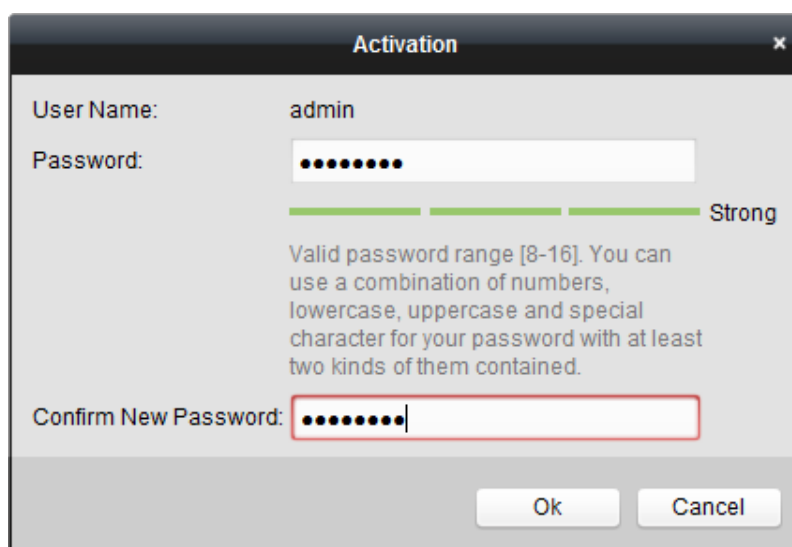 Activation
×
User Name: admin
Password: ●●●●●●●●
Strong
Valid password range [8-16]. You can
use a combination of numbers,
lowercase, uppercase and special
character for your password with at least
two kinds of them contained.
Confirm New Password: ●●●●●●●●
Ok Cancel